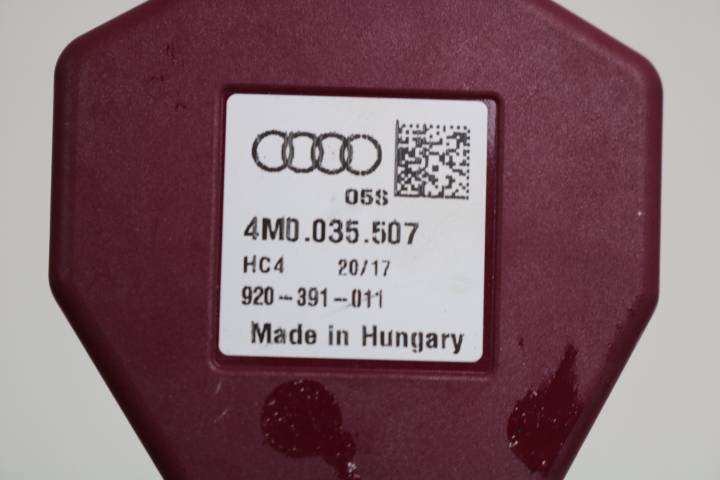 05S
4M0.035.507
HC4 20/17
920-391-011
Made in Hungary